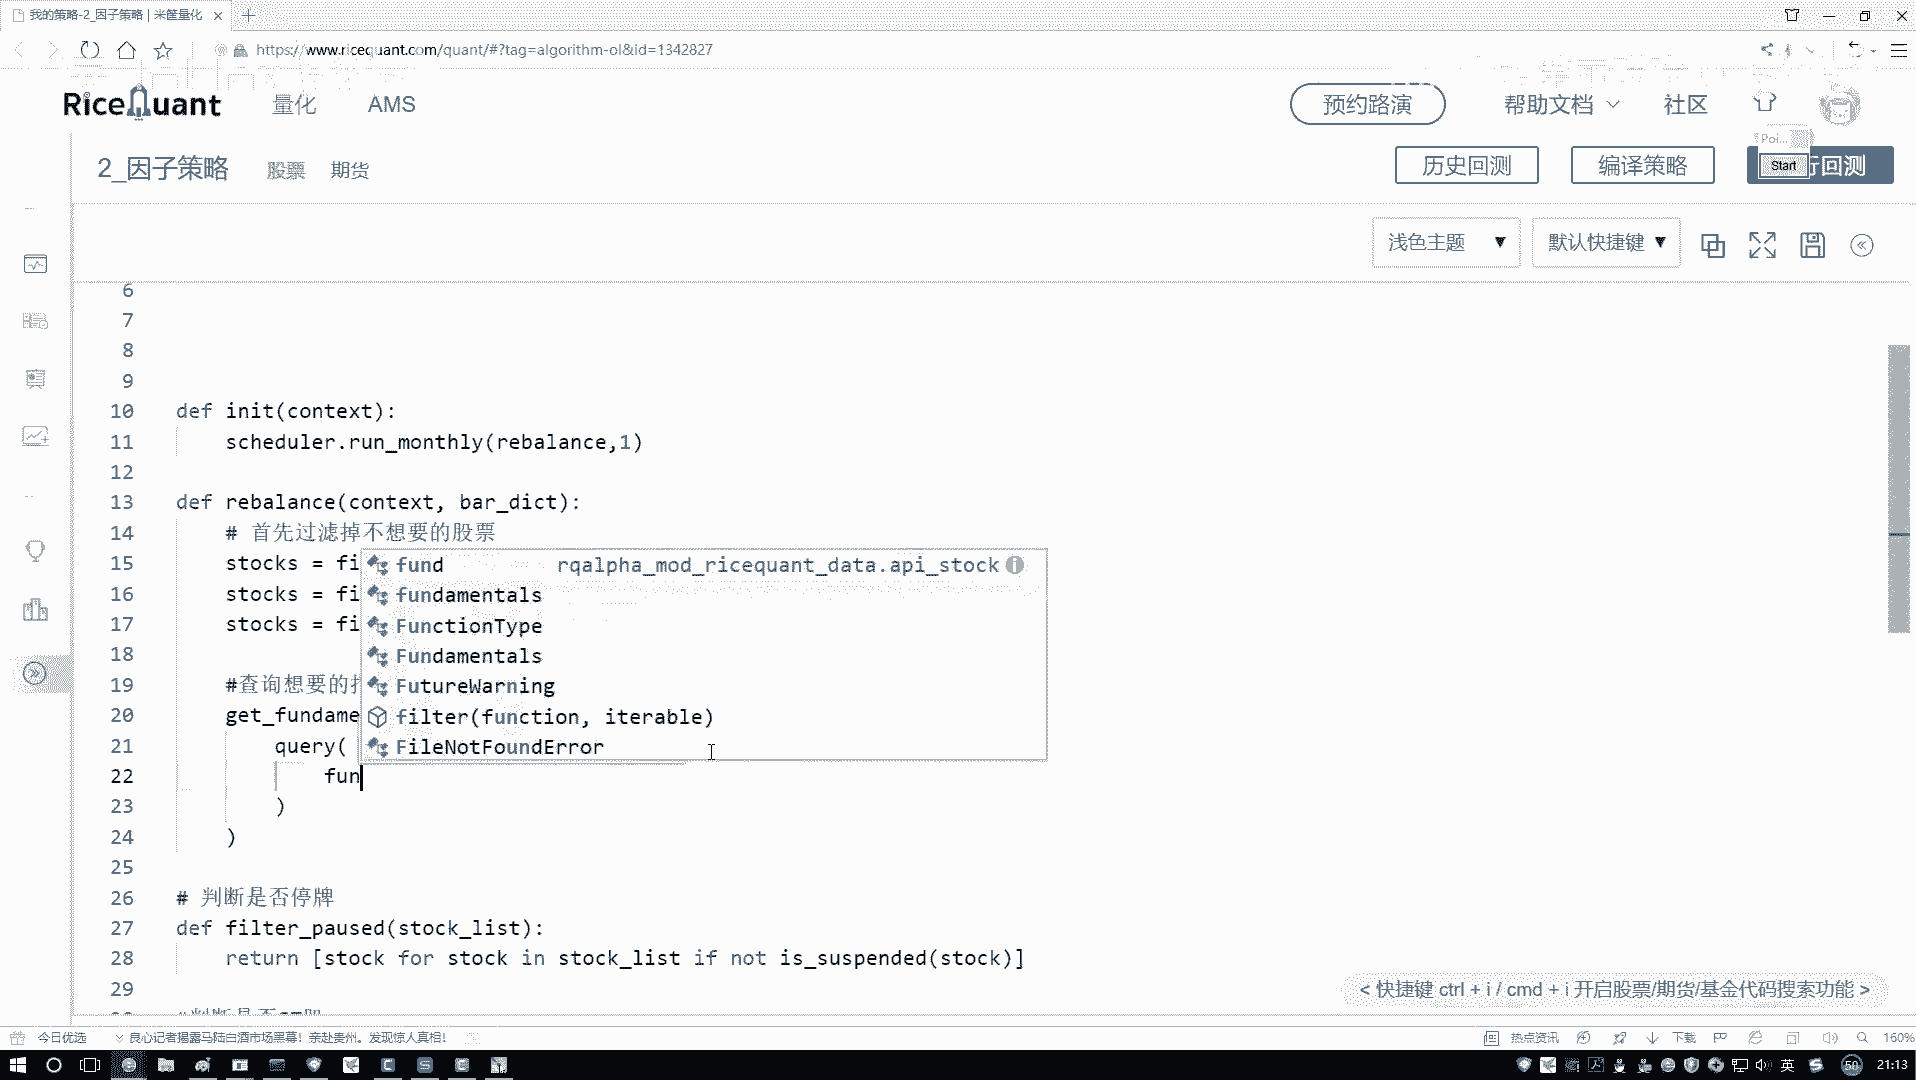 我的策略-2_因子策略 | 米筐量化
https://www.ricequant.com/quant/#?tag=algorithm-ol&id=1342827
RiceQuant 量化 AMS 预约路演 帮助文档 社区
Poi...
2_因子策略 股票 期货 历史回测 编译策略 Start 行回测
浅色主题 ▼ 默认快捷键 ▼
6
7
8
9
10 def init(context):
11 scheduler.run_monthly(rebalance,1)
12
13 def rebalance(context, bar_dict):
14 # 首先过滤掉不想要的股票
15 stocks = fi
fund rqalpha_mod_ricequant_data.api_stock
16 stocks = fi
fundamentals
17 stocks = fi
FunctionType
18
Fundamentals
19 #查询想要的
FutureWarning
20 get_fundame
filter(function, iterable)
21 query(
FileNotFoundError
22 fun
23 )
24 )
25
26 # 判断是否停牌
27 def filter_paused(stock_list):
28 return [stock for stock in stock_list if not is_suspended(stock)]
29
< 快捷键 ctrl + i / cmd + i 开启股票/期货/基金代码搜索功能 >
今日优选 良心记者揭露马陆白酒市场黑幕！亲赴贵州。发现惊人真相！ 热点资讯 下载 160%
英 50 21:13